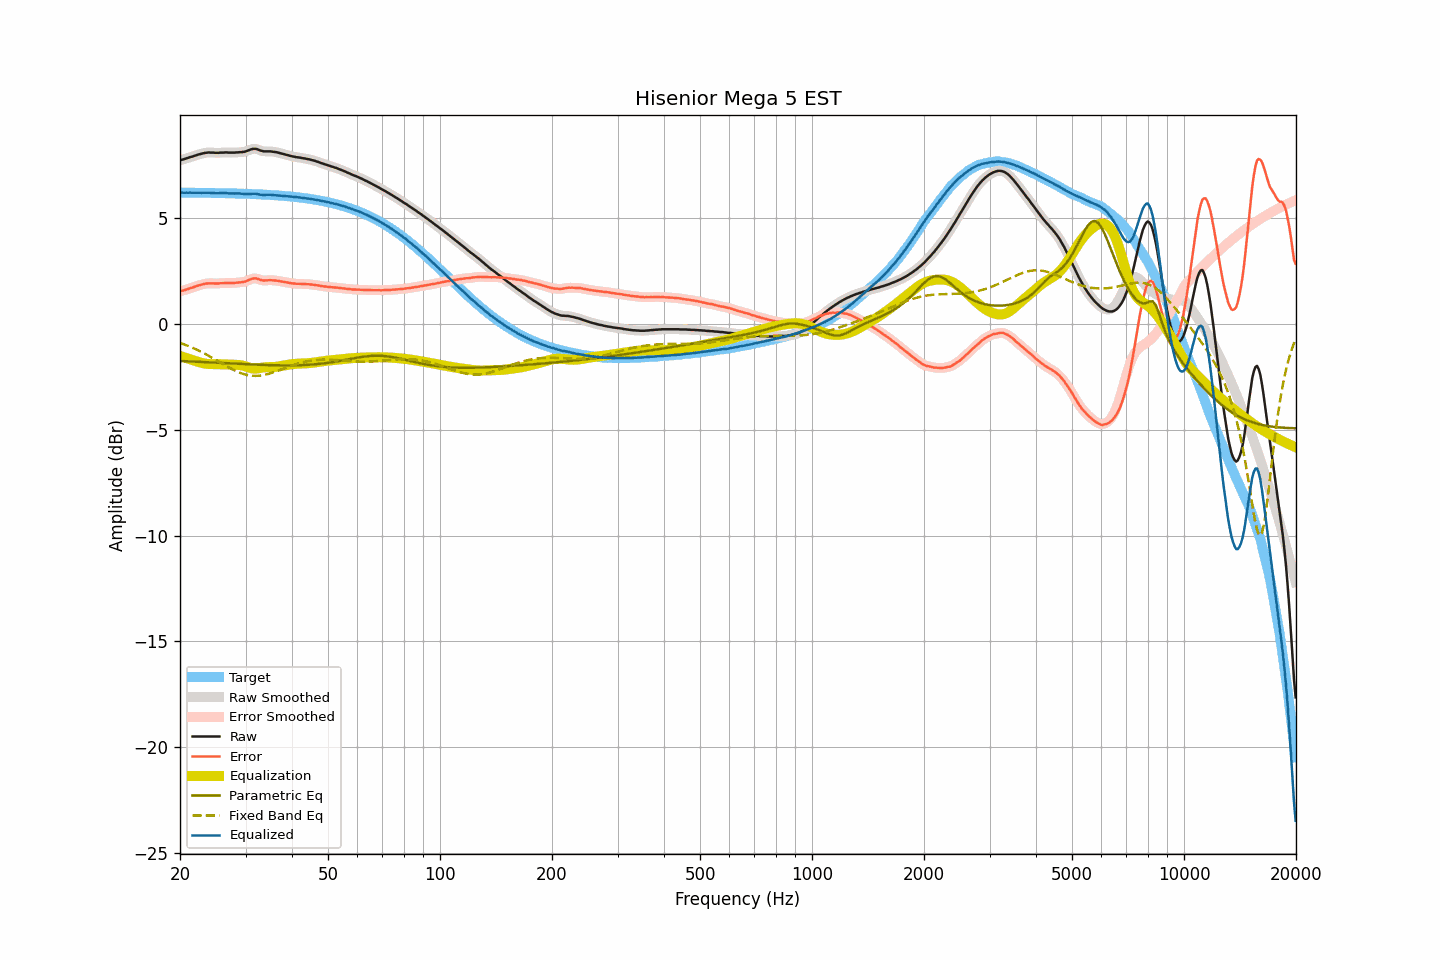 Hisenior Mega 5 EST
Amplitude (dBr)
5
0
−5
−10
−15
−20
−25
Target
Raw Smoothed
Error Smoothed
Raw
Error
Equalization
Parametric Eq
Fixed Band Eq
Equalized
20 50 100 200 500 1000 2000 5000 10000 20000
Frequency (Hz)